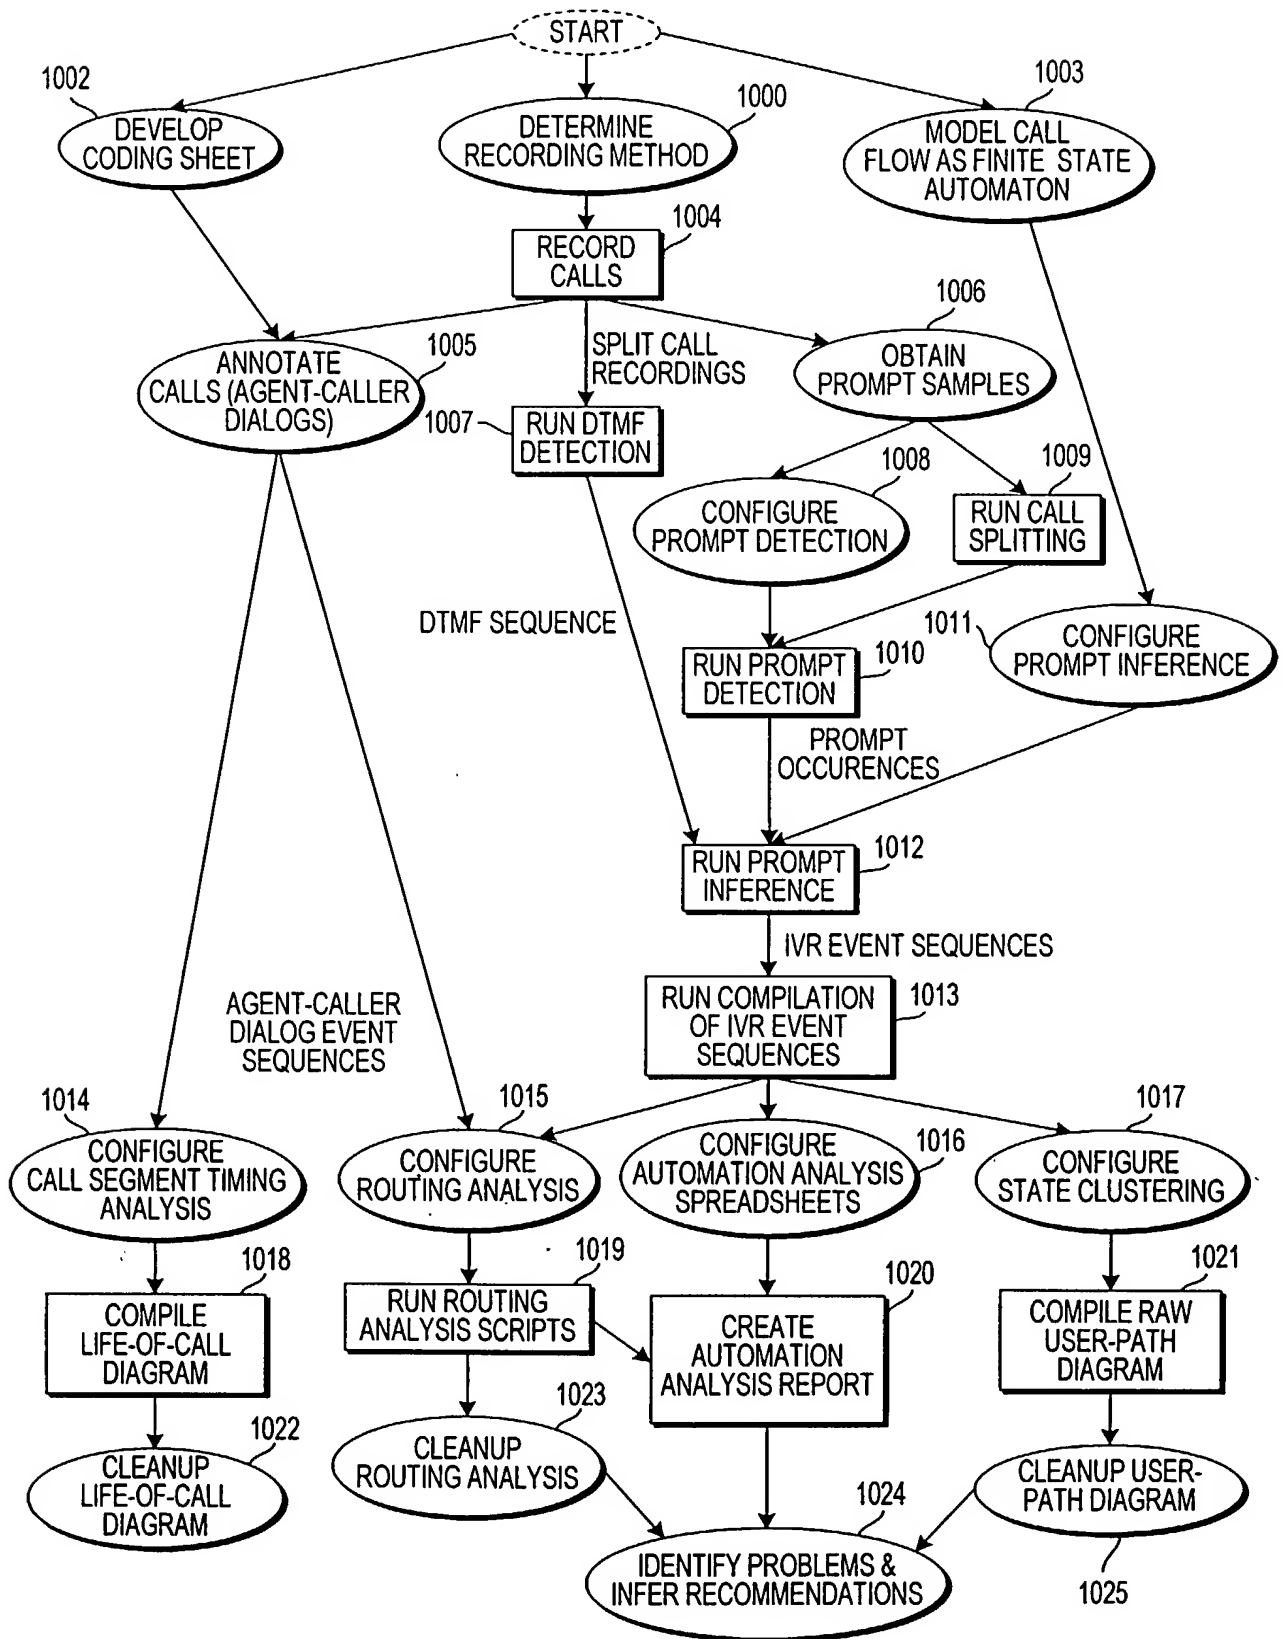 START
1002
DEVELOP
CODING SHEET
1000
DETERMINE
RECORDING METHOD
1003
MODEL CALL
FLOW AS FINITE STATE
AUTOMATON
1004
RECORD
CALLS
1005
ANNOTATE
CALLS (AGENT-CALLER
DIALOGS)
SPLIT CALL
RECORDINGS
1006
OBTAIN
PROMPT SAMPLES
1007
RUN DTMF
DETECTION
1008
CONFIGURE
PROMPT DETECTION
1009
RUN CALL
SPLITTING
DTMF SEQUENCE
1010
RUN PROMPT
DETECTION
1011
CONFIGURE
PROMPT INFERENCE
PROMPT
OCCURENCES
1012
RUN PROMPT
INFERENCE
IVR EVENT SEQUENCES
1013
RUN COMPILATION
OF IVR EVENT
SEQUENCES
AGENT-CALLER
DIALOG EVENT
SEQUENCES
1014
CONFIGURE
CALL SEGMENT TIMING
ANALYSIS
1015
CONFIGURE
ROUTING ANALYSIS
1016
CONFIGURE
AUTOMATION ANALYSIS
SPREADSHEETS
1017
CONFIGURE
STATE CLUSTERING
1018
COMPILE
LIFE-OF-CALL
DIAGRAM
1019
RUN ROUTING
ANALYSIS SCRIPTS
1020
CREATE
AUTOMATION
ANALYSIS REPORT
1021
COMPILE RAW
USER-PATH
DIAGRAM
1022
CLEANUP
LIFE-OF-CALL
DIAGRAM
1023
CLEANUP
ROUTING ANALYSIS
1024
IDENTIFY PROBLEMS &
INFER RECOMMENDATIONS
CLEANUP USER-
PATH DIAGRAM
1025